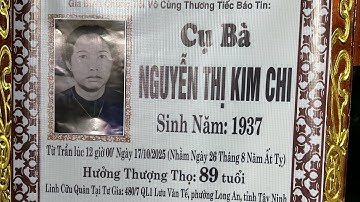 Vô Cùng Thương Tiếc Báo Tin:
Cụ Bà
NGUYỄN THỊ KIM CHI
Sinh Năm: 1937
Từ Trần lúc 12 giờ 00' Ngày 17/10/2025 (Nhằm Ngày 26 Tháng 8 Năm Ất Tỵ)
Hưởng Thượng Thọ: 89 tuổi
Linh Cửu Quàn Tại Tư Gia: 480/7 QL1 Lưu Văn Tế, phường Long An, tỉnh Tây Ninh